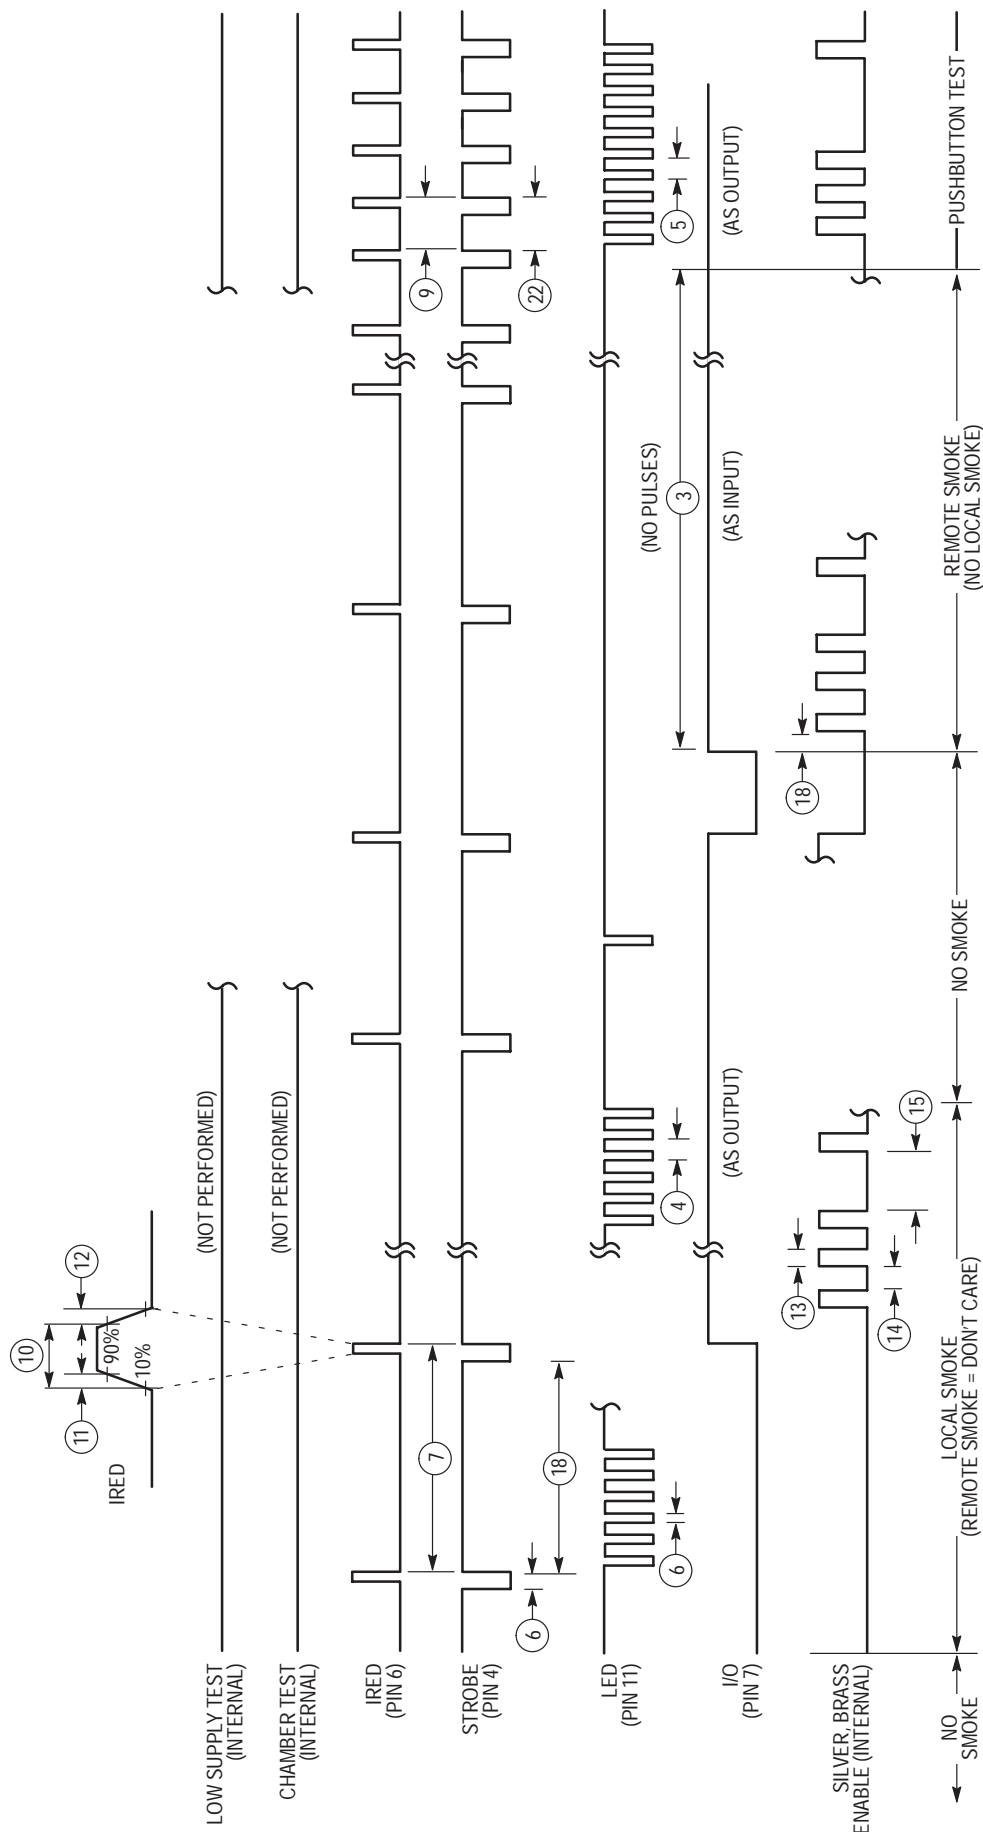 10
11
12
IRED
90%
10%
LOW SUPPLY TEST
(INTERNAL)
(NOT PERFORMED)
CHAMBER TEST
(INTERNAL)
(NOT PERFORMED)
IRED
(PIN 6)
7
9
STROBE
(PIN 4)
6
18
22
LED
(PIN 11)
6
4
(NO PULSES)
5
3
I/O
(PIN 7)
(AS OUTPUT)
(AS INPUT)
(AS OUTPUT)
18
13
14
15
SILVER, BRASS
ENABLE (INTERNAL)
NO
SMOKE
LOCAL SMOKE
(REMOTE SMOKE = DON'T CARE)
NO SMOKE
REMOTE SMOKE
(NO LOCAL SMOKE)
PUSHBUTTON TEST